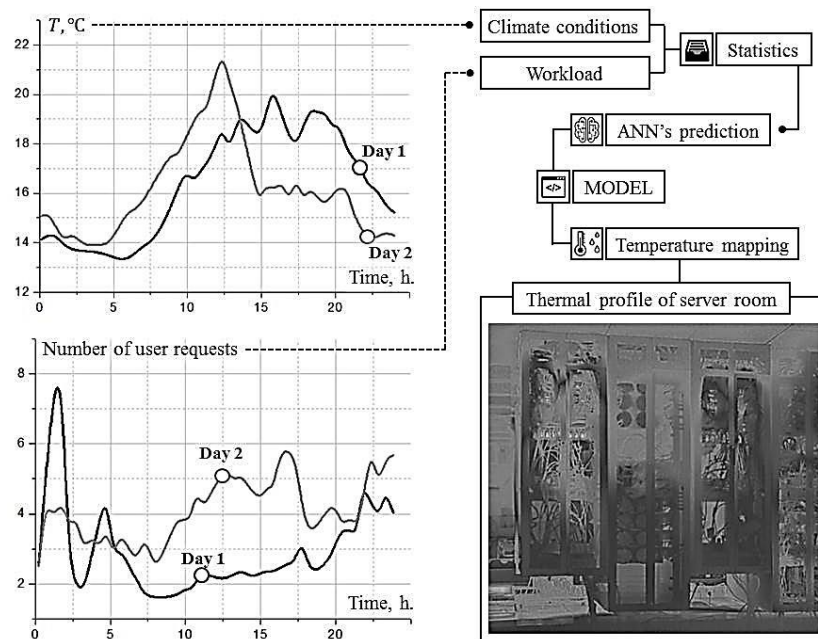 T, °C
22
20
18
16
14
12
Day 1
Day 2
Time, h.
0
5
10
15
20
Number of user requests
8
6
4
2
Day 2
Day 1
Time, h.
0
5
10
15
20
Climate conditions
Workload
Statistics
ANN's prediction
</>
MODEL
Temperature mapping
Thermal profile of server room